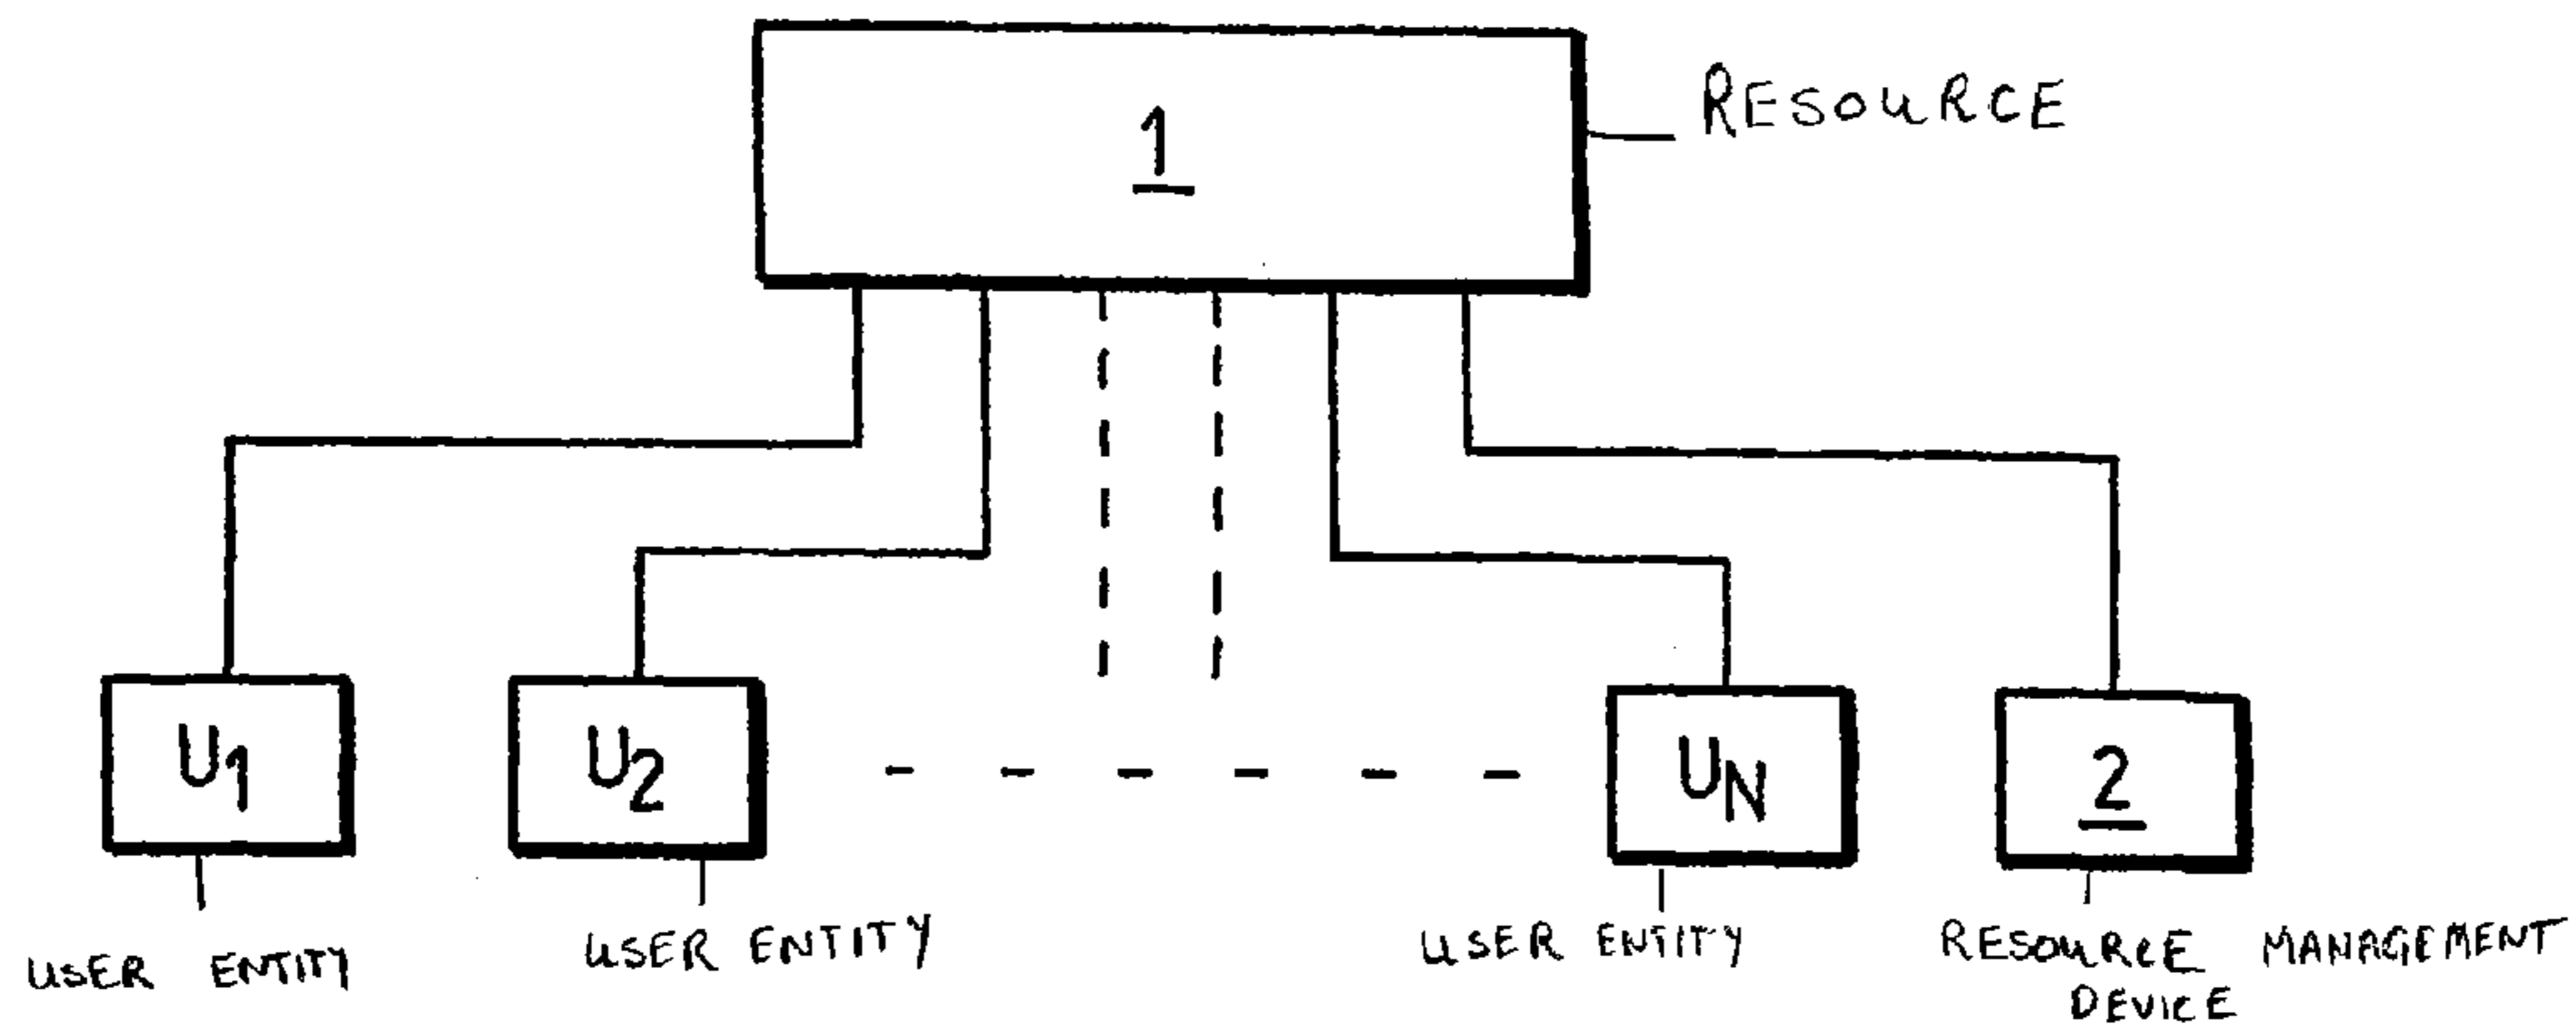 1
RESOURCE
U1
U2
UN
2
USER ENTITY
USER ENTITY
USER ENTITY
RESOURCE MANAGEMENT
DEVICE